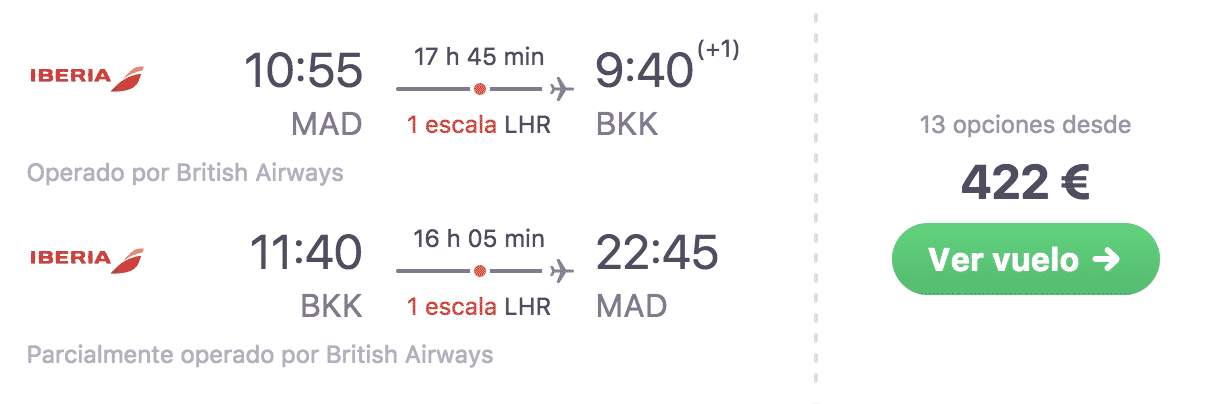 17 h 45 min
IBERIA 10:55 9:40 (+1)
MAD 1 escala LHR BKK
Operado por British Airways
16 h 05 min
IBERIA 11:40 22:45
BKK 1 escala LHR MAD
Parcialmente operado por British Airways
13 opciones desde
422 €
Ver vuelo →